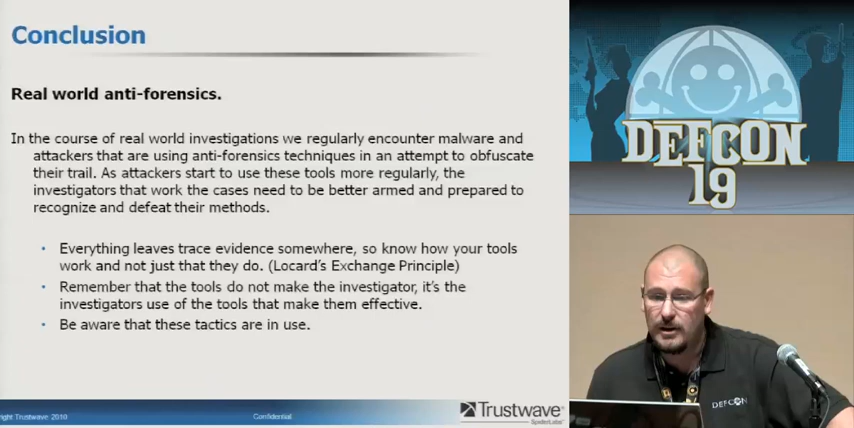 Conclusion
Real world anti-forensics.
In the course of real world investigations we regularly encounter malware and
attackers that are using anti-forensics techniques in an attempt to obfuscate
their trail. As attackers start to use these tools more regularly, the
investigators that work the cases need to be better armed and prepared to
recognize and defeat their methods.
• Everything leaves trace evidence somewhere, so know how your tools
work and not just that they do. (Locard's Exchange Principle)
• Remember that the tools do not make the investigator, it's the
investigators use of the tools that make them effective.
• Be aware that these tactics are in use.
right Trustwave 2010
Confidential
Trustwave®
SpiderLabs®
DEFCON
19
DEFCON